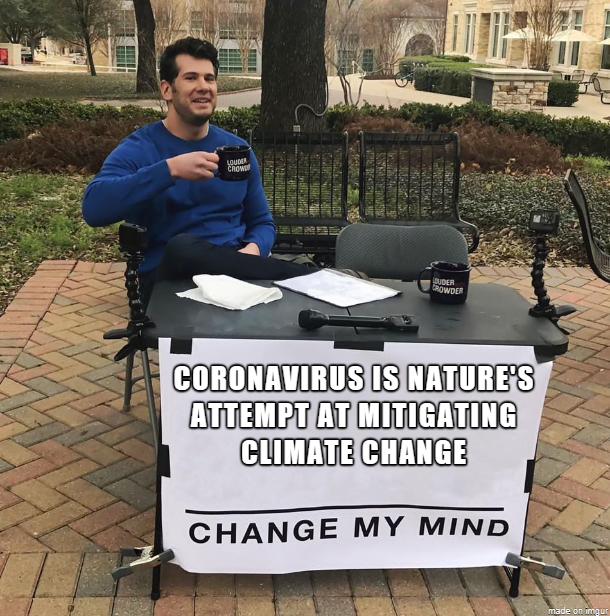 LOUDER
CROWDER
LOUDER
CROWDER
CORONAVIRUS IS NATURE'S
ATTEMPT AT MITIGATING
CLIMATE CHANGE
CHANGE MY MIND
made on imgur